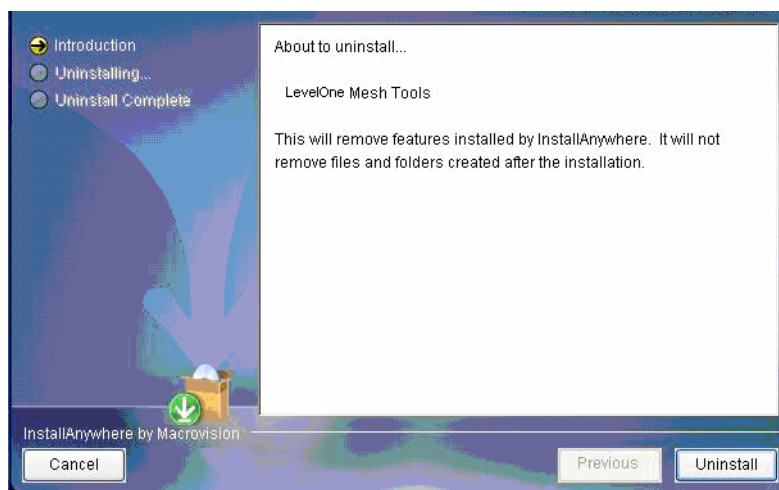 Introduction
Uninstalling...
Uninstall Complete
About to uninstall...
LevelOne Mesh Tools
This will remove features installed by InstallAnywhere. It will not
remove files and folders created after the installation.
InstallAnywhere by Macrovision
Cancel
Previous
Uninstall